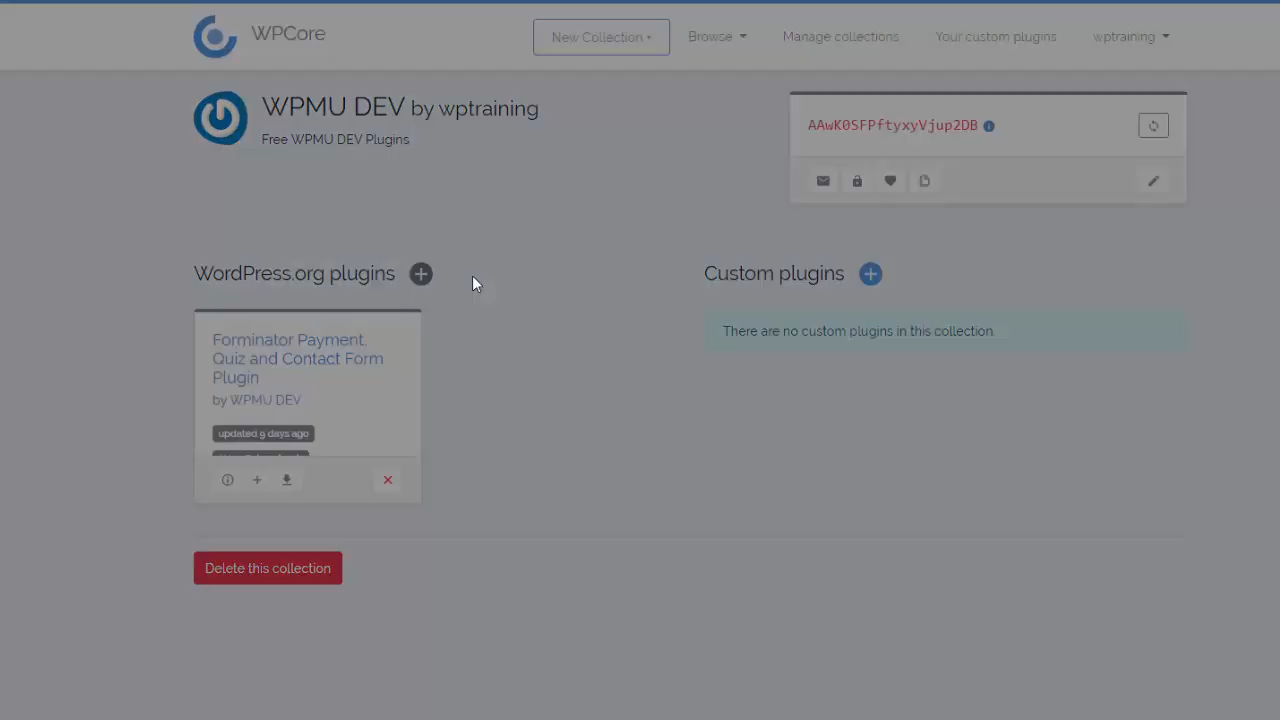 WPCore
New Collection
Browse
Manage collections
Your custom plugins
wptraining
WPMU DEV by wptraining
Free WPMU DEV Plugins
AAwK0SFPftyxyVjup2DB
WordPress.org plugins
Custom plugins
There are no custom plugins in this collection.
Forminator Payment,
Quiz and Contact Form
Plugin
by WPMU DEV
updated 9 days ago
Delete this collection